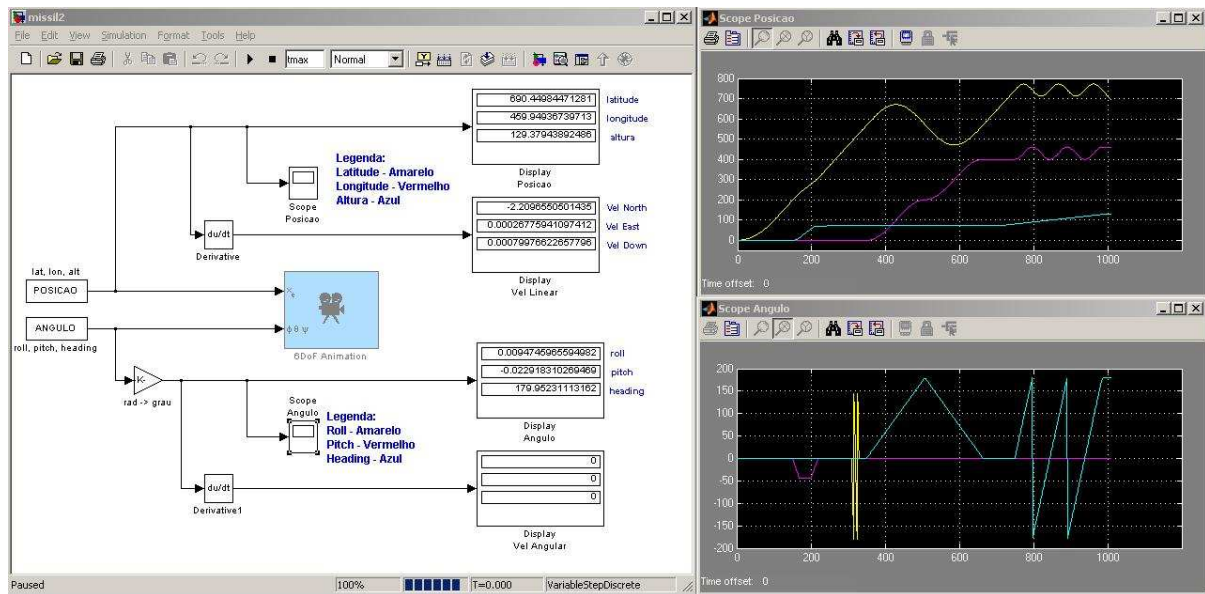 missil2
File Edit View Simulation Format Tools Help
tmax Normal
690.44984471281 latitude
459.94936739713 longitude
129.37943892486 altura
Display
Posicao
Legenda:
Latitude - Amarelo
Longitude - Vermelho
Altura - Azul
Scope
Posicao
-2.2096550501435 Vel North
0.00026775941097412 Vel East
0.00079976622657796 Vel Down
du/dt
Derivative
Display
Vel Linear
lat, lon, alt
POSICAO
ANGULO
roll, pitch, heading
Xe
ϕ θ ψ
6DoF Animation
0.0094745965594982 roll
-0.022918310269469 pitch
179.95231113162 heading
K-
rad -> grau
Scope
Angulo
Legenda:
Roll - Amarelo
Pitch - Vermelho
Heading - Azul
Display
Angulo
0
0
0
du/dt
Derivative1
Display
Vel Angular
Paused 100% T=0.000 VariableStepDiscrete
Scope Posicao
800
700
600
500
400
300
200
100
0
0 200 400 600 800 1000
Time offset: 0
Scope Angulo
200
150
100
50
0
-50
-100
-150
-200
0 200 400 600 800 1000
Time offset: 0